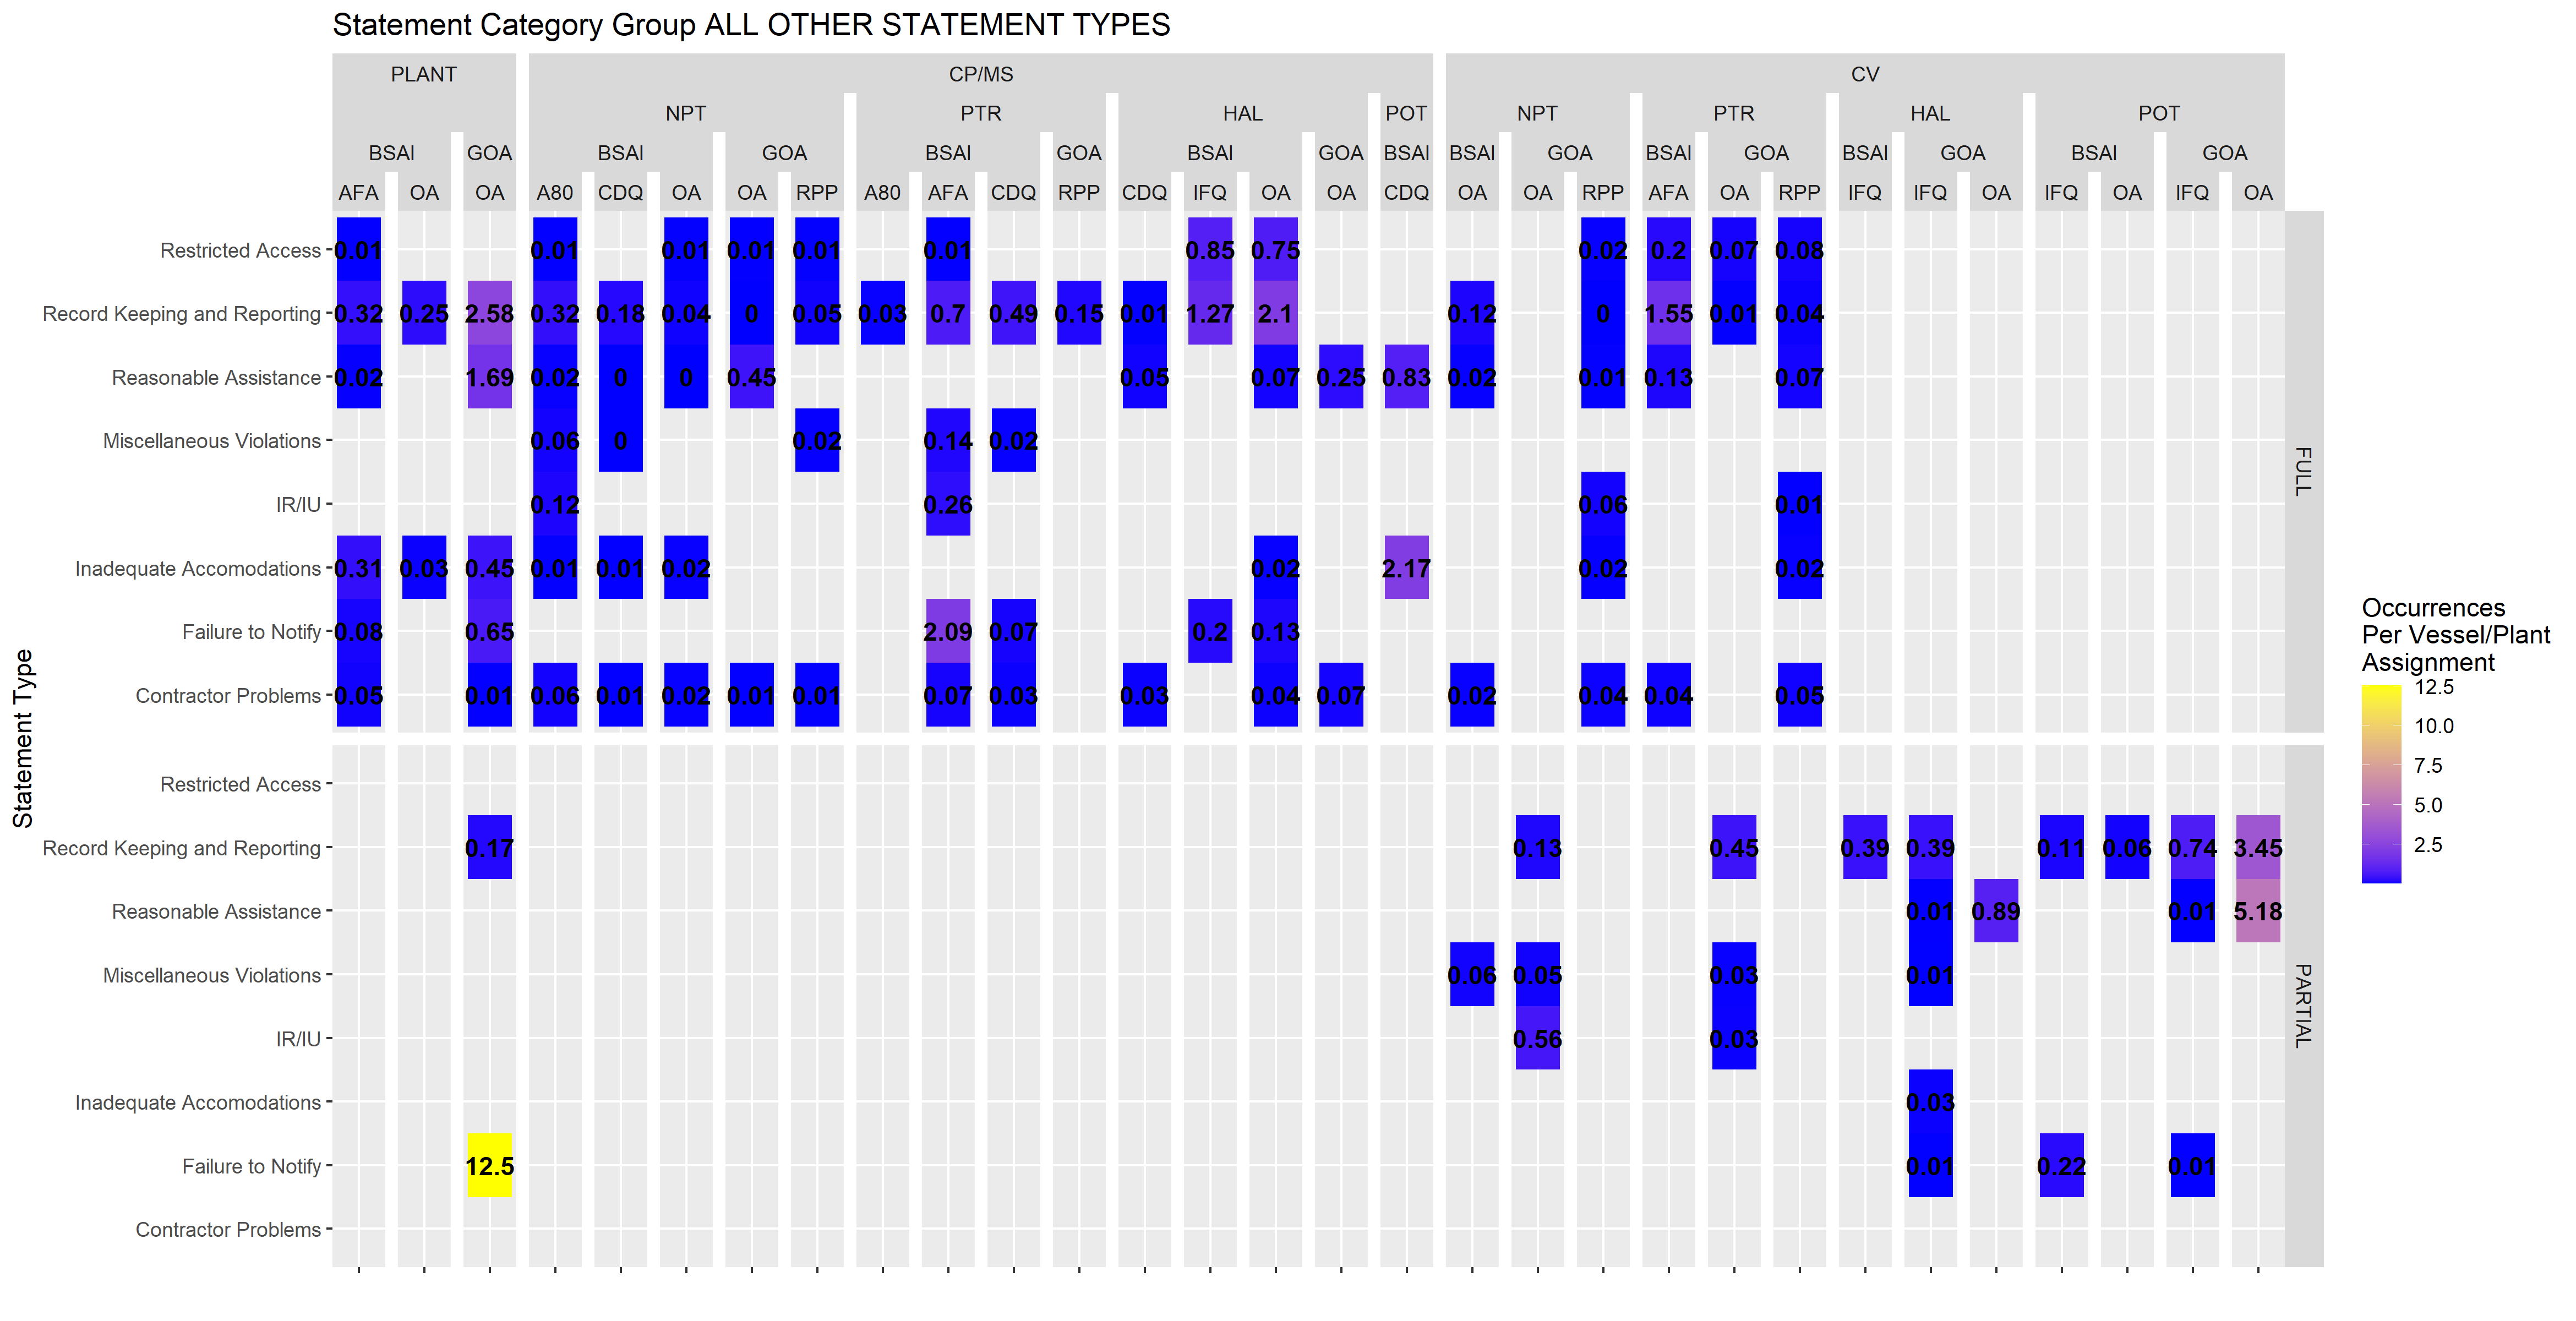 Statement Category Group ALL OTHER STATEMENT TYPES
PLANT CP/MS CV
NPT PTR HAL POT NPT PTR HAL POT
BSAI GOA BSAI GOA BSAI GOA BSAI GOA BSAI BSAI GOA BSAI GOA BSAI GOA BSAI GOA
AFA OA OA A80 CDQ OA OA RPP A80 AFA CDQ RPP CDQ IFQ OA OA CDQ OA OA RPP AFA OA RPP IFQ IFQ OA IFQ OA IFQ OA
Restricted Access 0.01 0.01 0.01 0.01 0.01 0.01 0.85 0.75 0.02 0.2 0.07 0.08
Record Keeping and Reporting 0.32 0.25 2.58 0.32 0.18 0.04 0 0.05 0.03 0.7 0.49 0.15 0.01 1.27 2.1 0.12 0 1.55 0.01 0.04
Reasonable Assistance 0.02 1.69 0.02 0 0 0.45 0.05 0.07 0.25 0.83 0.02 0.01 0.13 0.07
Miscellaneous Violations 0.06 0 0.02 0.14 0.02
IR/IU 0.12 0.26 0.06 0.01
Inadequate Accomodations 0.31 0.03 0.45 0.01 0.01 0.02 0.02 2.17 0.02 0.02
Failure to Notify 0.08 0.65 2.09 0.07 0.2 0.13
Contractor Problems 0.05 0.01 0.06 0.01 0.02 0.01 0.01 0.07 0.03 0.03 0.04 0.07 0.02 0.04 0.04 0.05
FULL
Restricted Access
Record Keeping and Reporting 0.17 0.13 0.45 0.39 0.39 0.11 0.06 0.74 3.45
Reasonable Assistance 0.01 0.89 0.01 5.18
Miscellaneous Violations 0.06 0.05 0.03 0.01
IR/IU 0.56 0.03
Inadequate Accomodations 0.03
Failure to Notify 12.5 0.01 0.22 0.01
Contractor Problems
PARTIAL
Statement Type
Occurrences
Per Vessel/Plant
Assignment
12.5
10.0
7.5
5.0
2.5